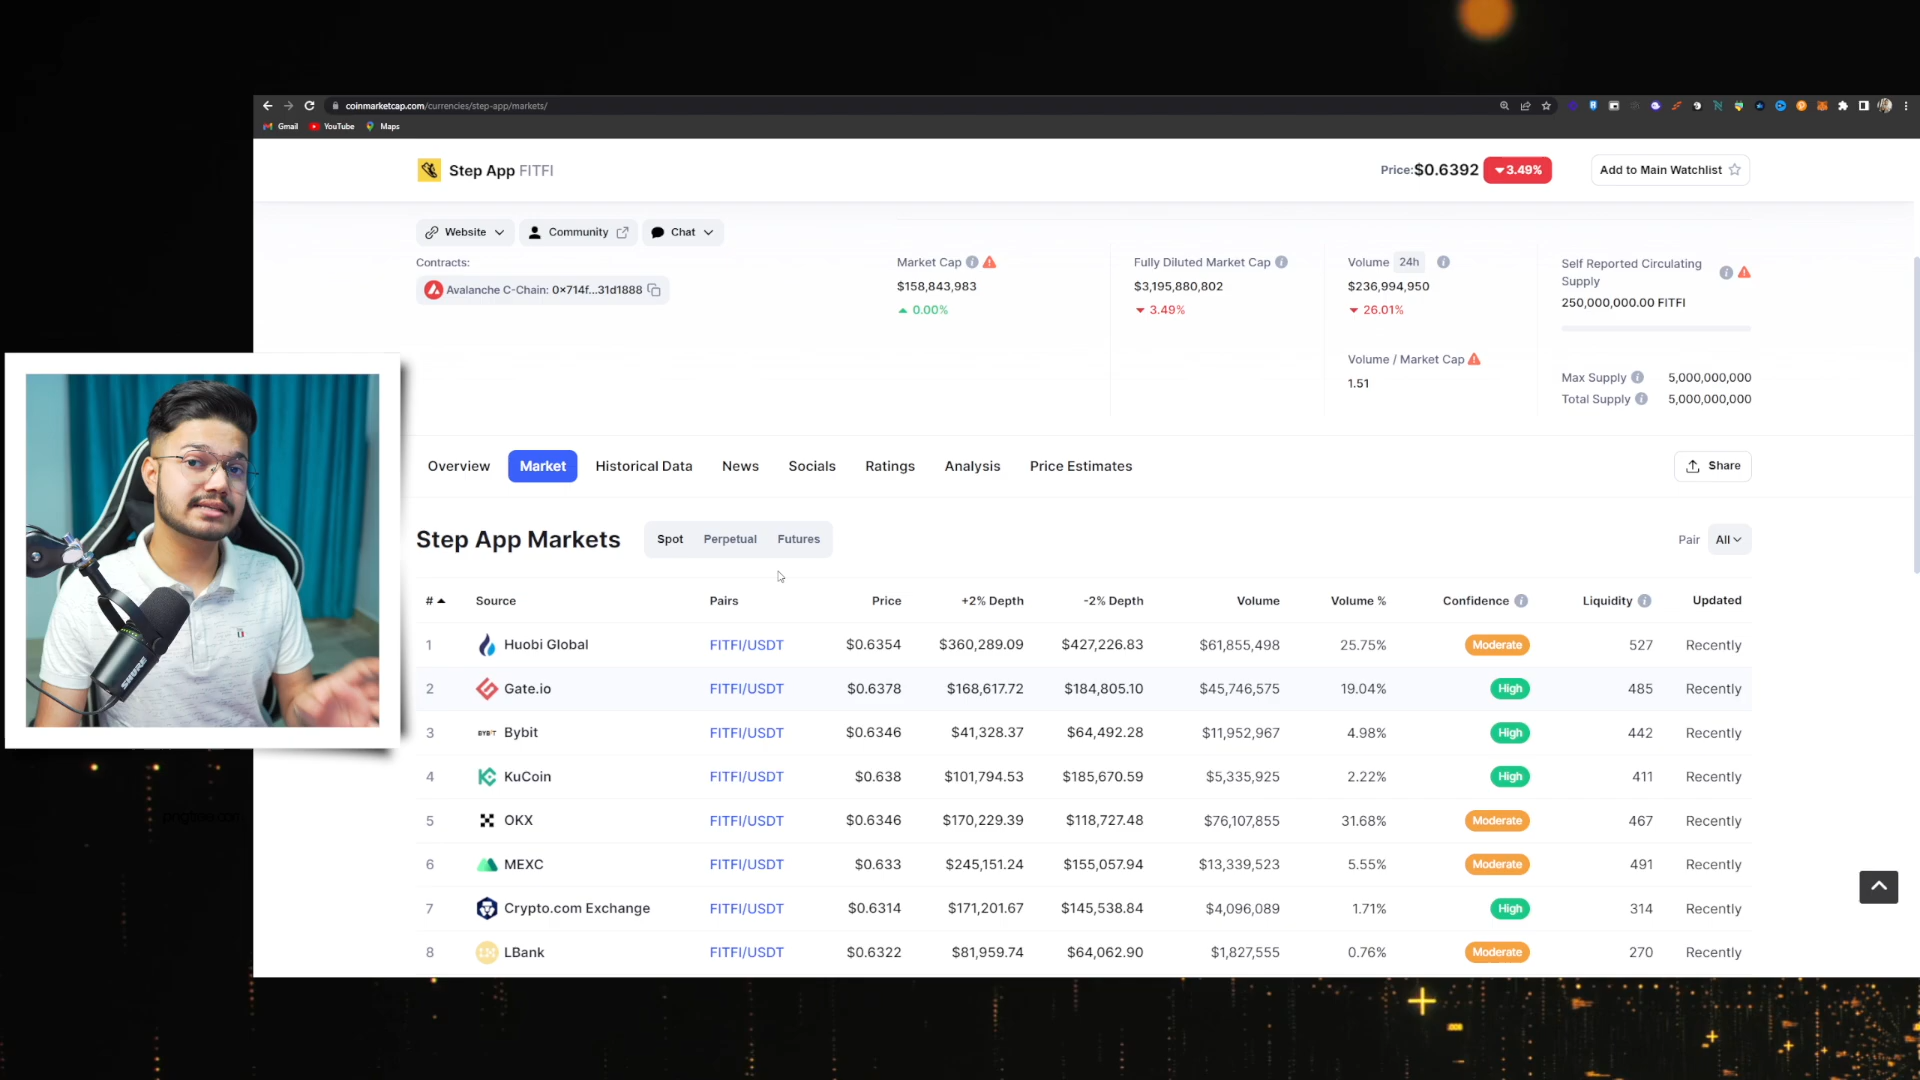 coinmarketcap.com/currencies/step-app/markets/
Gmail YouTube Maps
Step App FITFI
Price:$0.6392 3.49%
Add to Main Watchlist
Website Community Chat
Contracts:
Avalanche C-Chain: 0x714f...31d1888
Market Cap
$158,843,983
0.00%
Fully Diluted Market Cap
$3,195,880,802
3.49%
Volume 24h
$236,994,950
26.01%
Volume / Market Cap
1.51
Self Reported Circulating
Supply
250,000,000.00 FITFI
Max Supply 5,000,000,000
Total Supply 5,000,000,000
Overview Market Historical Data News Socials Ratings Analysis Price Estimates Share
Step App Markets Spot Perpetual Futures Pair All
# Source Pairs Price +2% Depth -2% Depth Volume Volume % Confidence Liquidity Updated
1 Huobi Global FITFI/USDT $0.6354 $360,289.09 $427,226.83 $61,855,498 25.75% Moderate 527 Recently
2 Gate.io FITFI/USDT $0.6378 $168,617.72 $184,805.10 $45,746,575 19.04% High 485 Recently
3 BYBIT Bybit FITFI/USDT $0.6346 $41,328.37 $64,492.28 $11,952,967 4.98% High 442 Recently
4 KuCoin FITFI/USDT $0.638 $101,794.53 $185,670.59 $5,335,925 2.22% High 411 Recently
5 OKX FITFI/USDT $0.6346 $170,229.39 $118,727.48 $76,107,855 31.68% Moderate 467 Recently
6 MEXC FITFI/USDT $0.633 $245,151.24 $155,057.94 $13,339,523 5.55% Moderate 491 Recently
7 Crypto.com Exchange FITFI/USDT $0.6314 $171,201.67 $145,538.84 $4,096,089 1.71% High 314 Recently
8 LBank FITFI/USDT $0.6322 $81,959.74 $64,062.90 $1,827,555 0.76% Moderate 270 Recently
SHURE